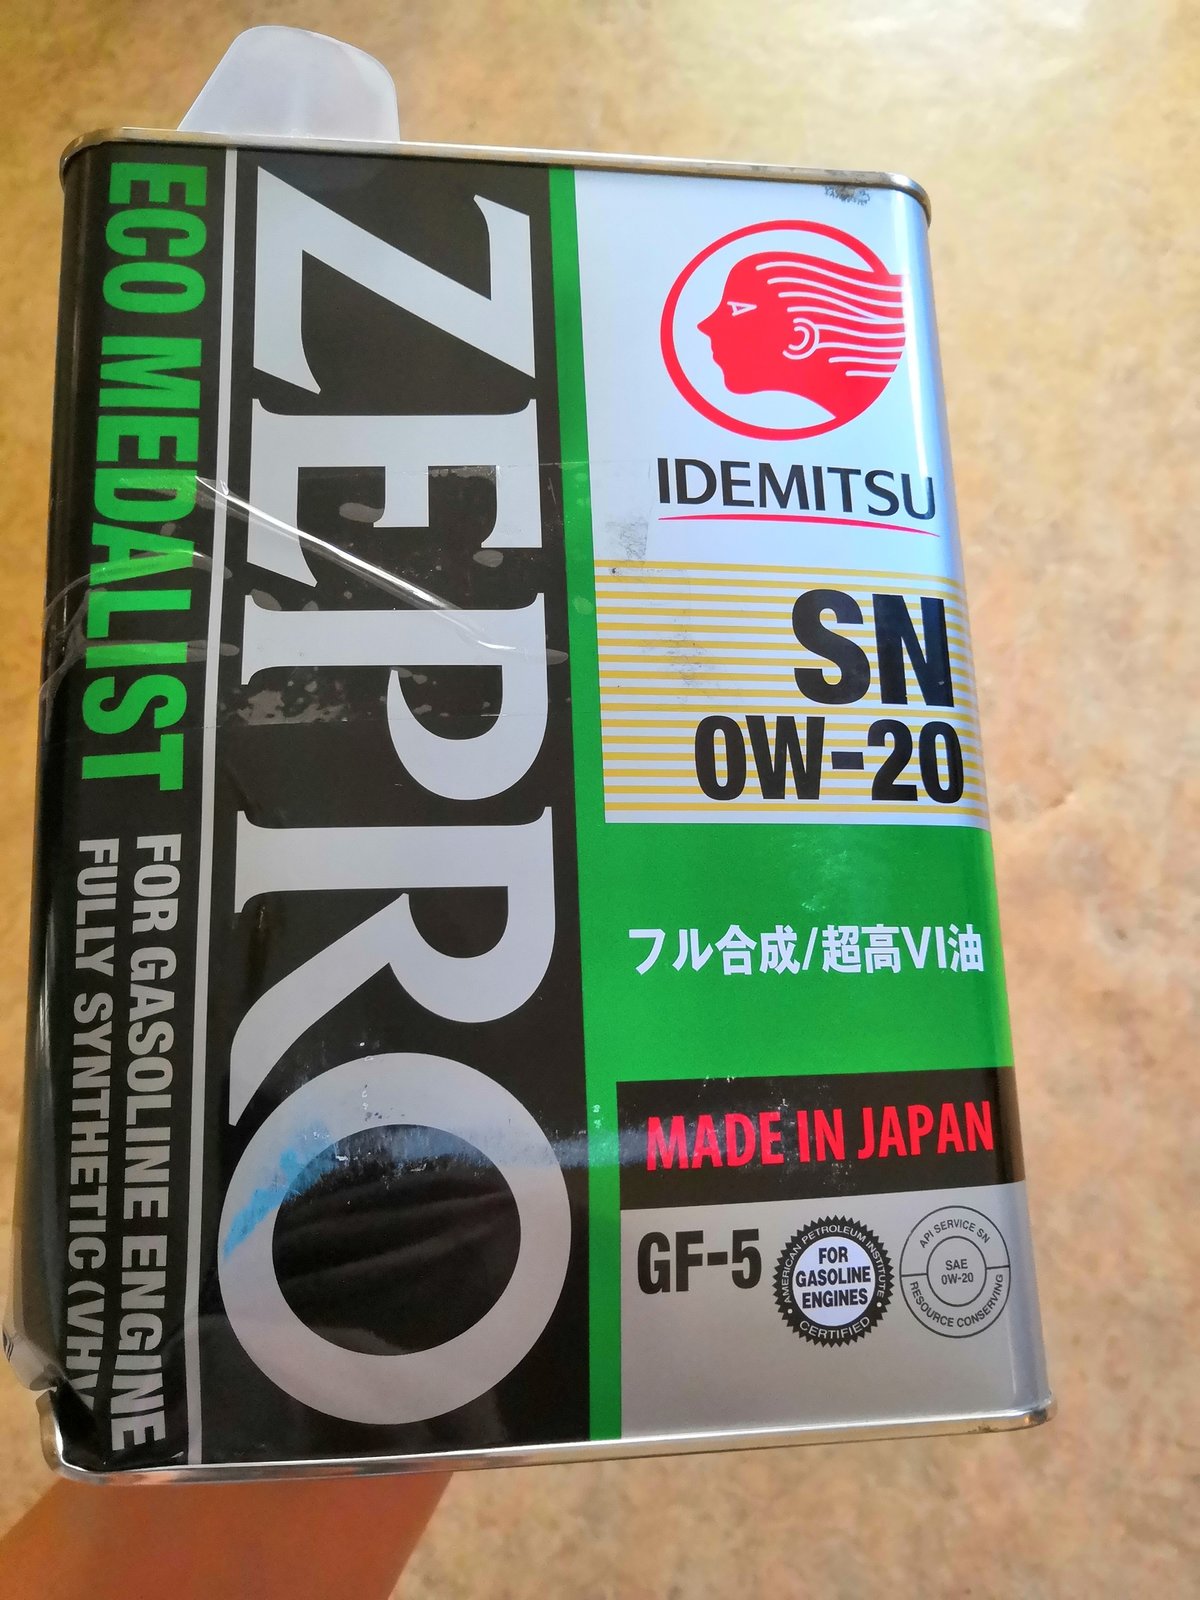 ECO MEDALIST
FOR GASOLINE ENGINE
FULLY SYNTHETIC (VHV
ZEPRO
IDEMITSU
SN
0W-20
フル合成/超高VI油
MADE IN JAPAN
GF-5
AMERICAN PETROLEUM INSTITUTE
FOR
GASOLINE
ENGINES
CERTIFIED
API SERVICE SN
SAE
0W-20
RESOURCE CONSERVING